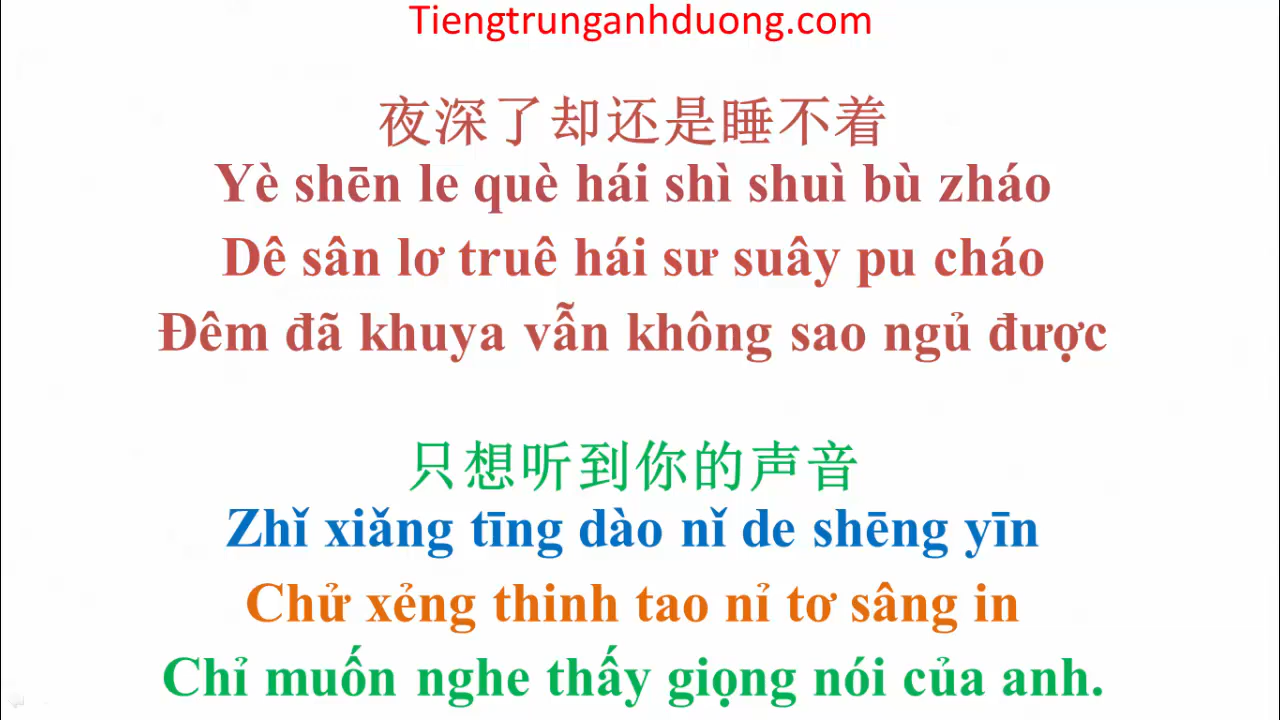 Tiengtrunganhduong.com
夜深了却还是睡不着
Yè shēn le què hái shì shuì bù zháo
Dê sân lơ truê hái sư suây pu cháo
Đêm đã khuya vẫn không sao ngủ được
只想听到你的声音
Zhǐ xiǎng tīng dào nǐ de shēng yīn
Chử xẻng thinh tao nỉ tơ sâng in
Chỉ muốn nghe thấy giọng nói của anh.